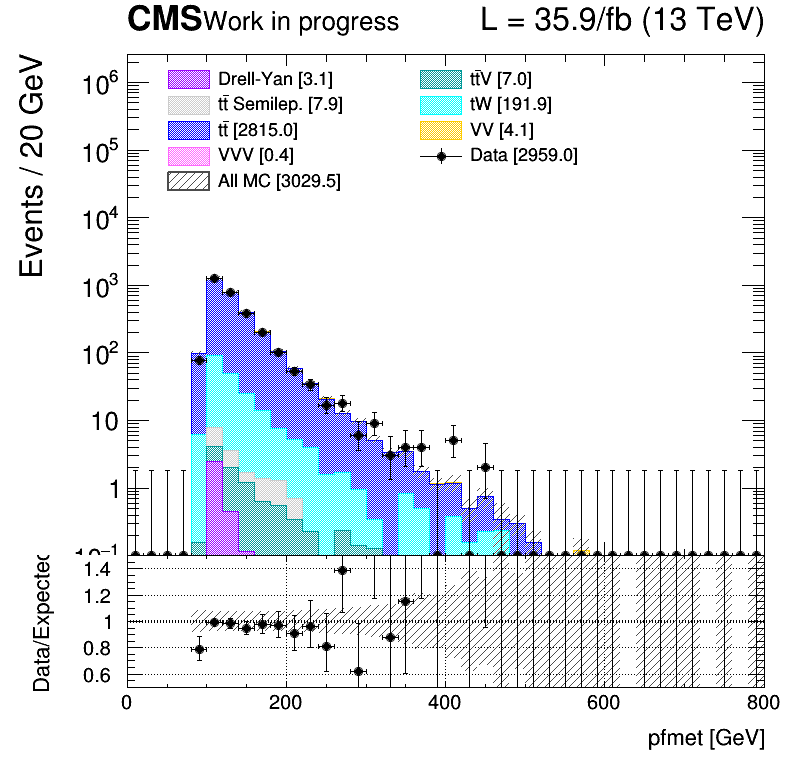 CMS Work in progress L = 35.9/fb (13 TeV)
Events / 20 GeV
Drell-Yan [3.1]
tt̄ Semilep. [7.9]
tt̄ [2815.0]
VVV [0.4]
All MC [3029.5]
tt̄V [7.0]
tW [191.9]
VV [4.1]
Data [2959.0]
10⁶
10⁵
10⁴
10³
10²
10
1
10⁻¹
Data/Expected
1.4
1.2
1
0.8
0.6
0 200 400 600 800
pfmet [GeV]